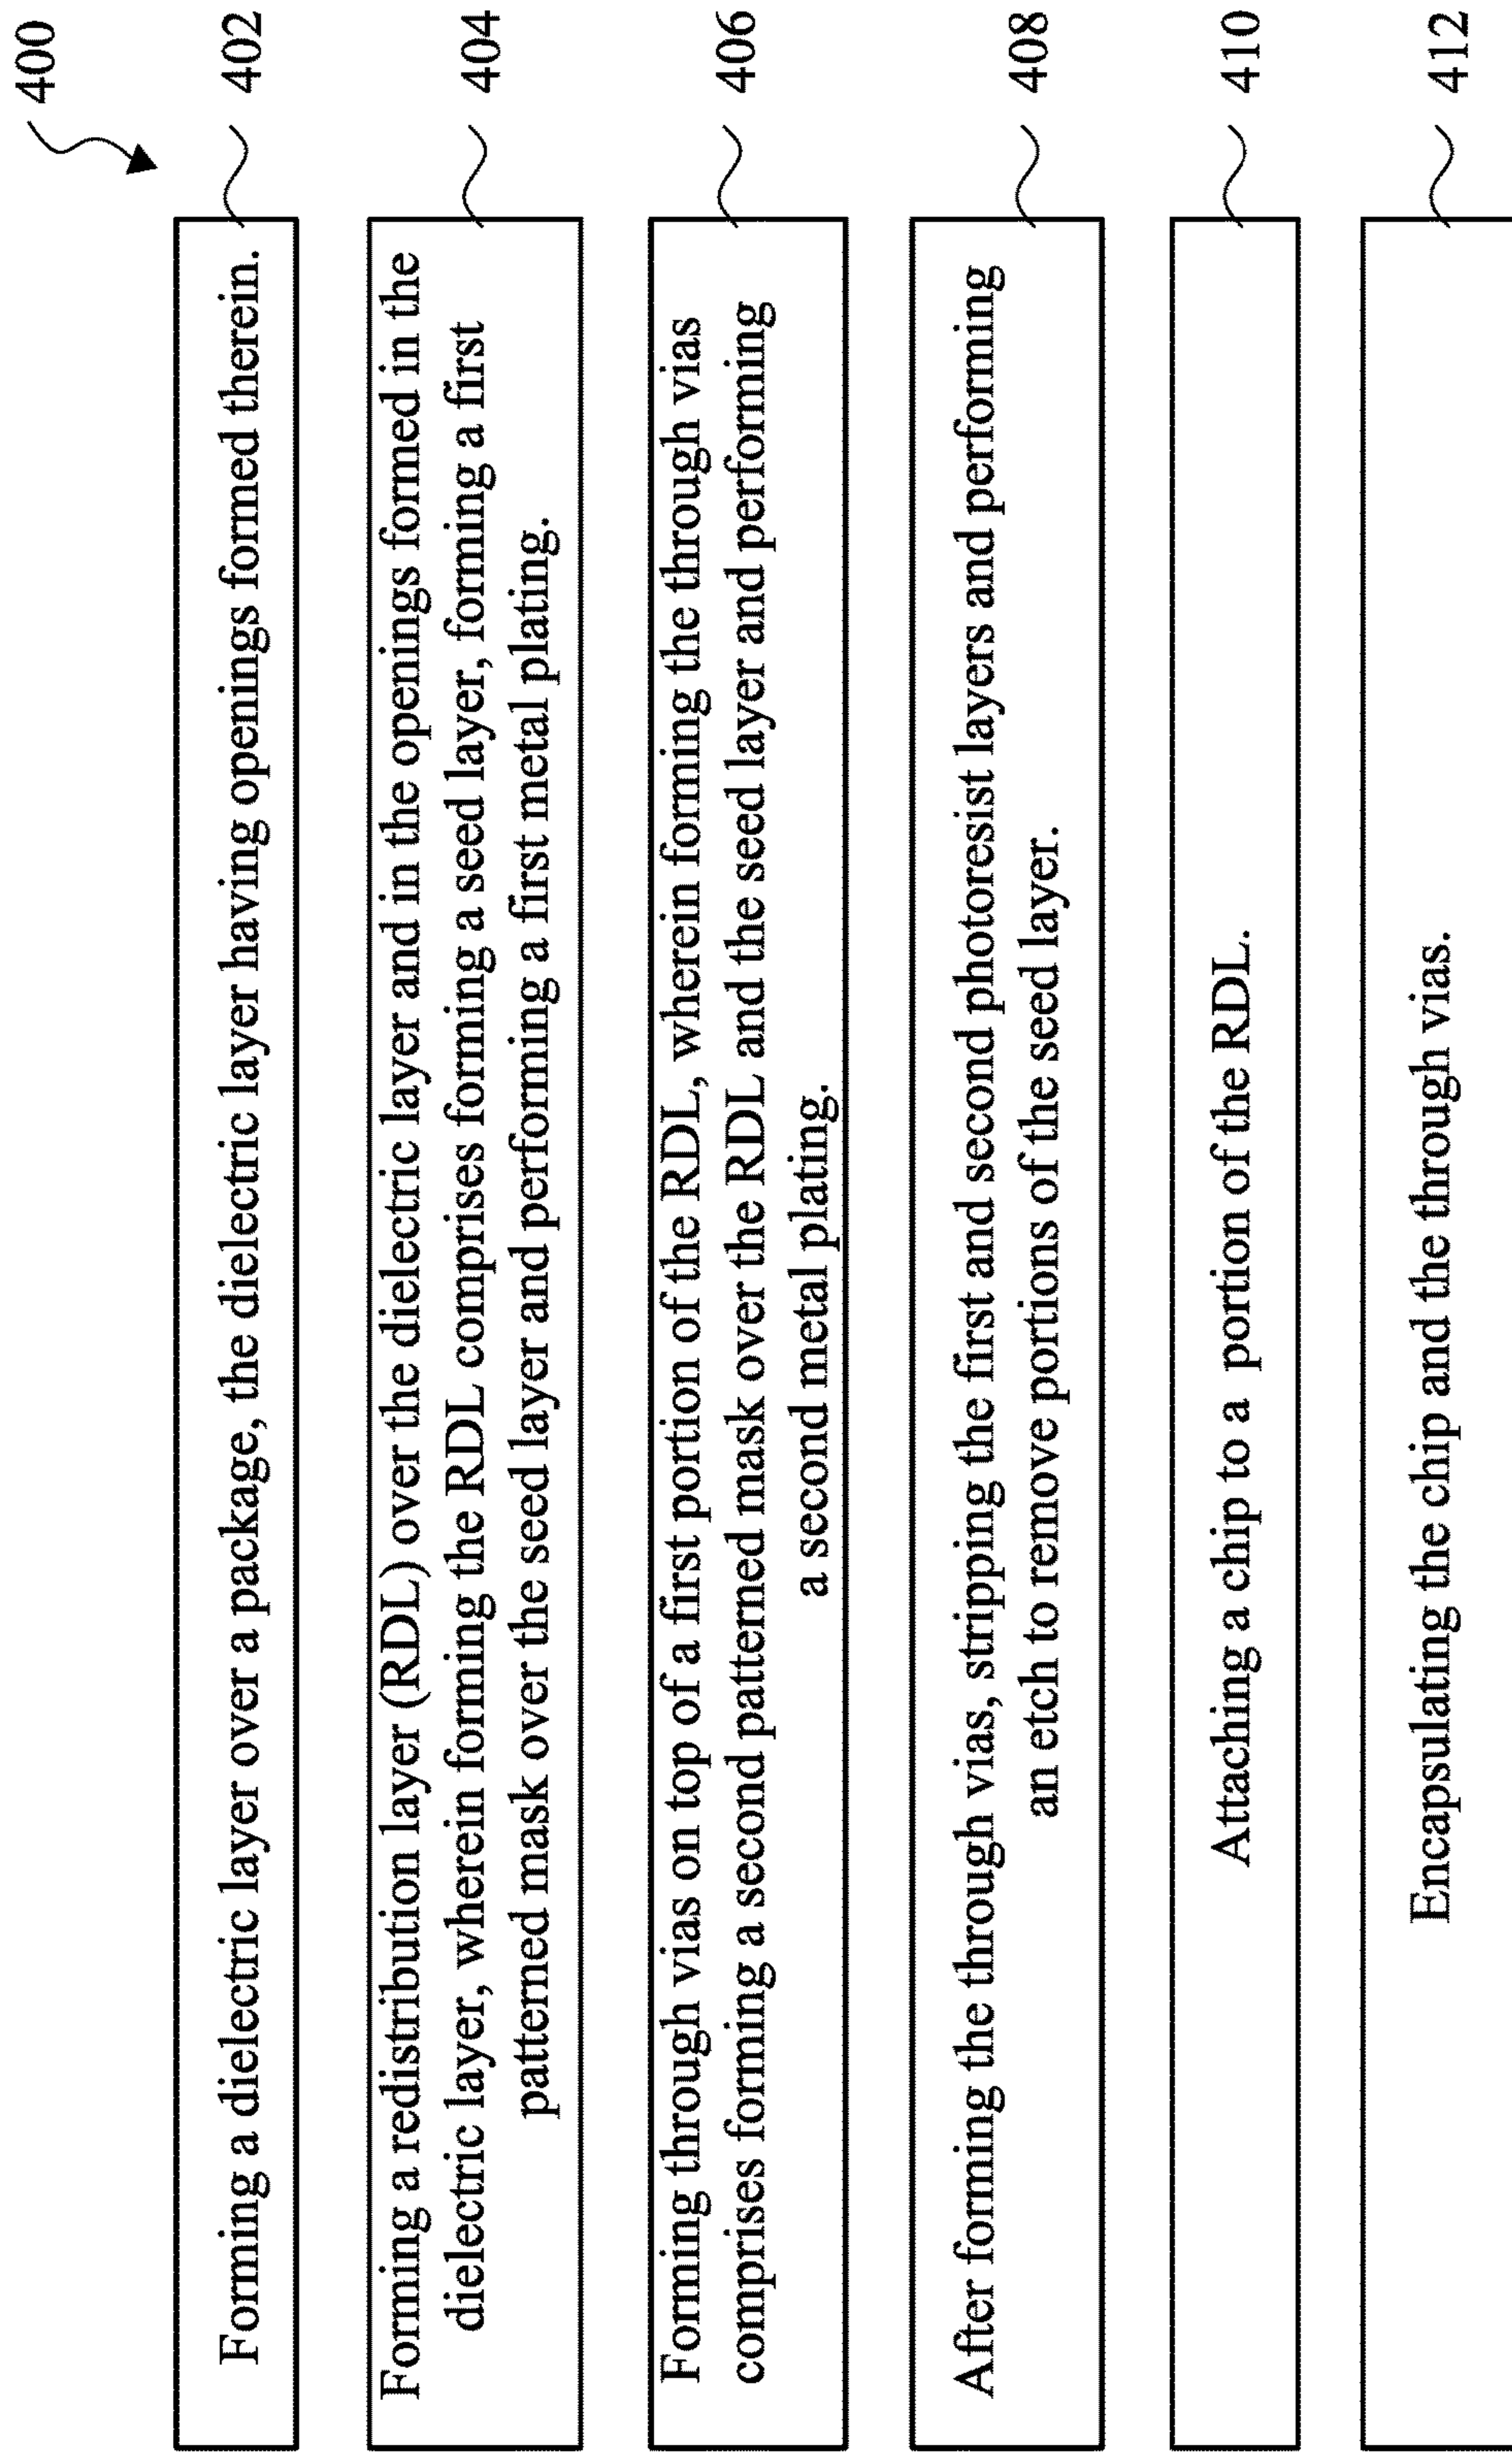 400
Forming a dielectric layer over a package, the dielectric layer having openings formed therein.
402
Forming a redistribution layer (RDL) over the dielectric layer and in the openings formed in the
dielectric layer, wherein forming the RDL comprises forming a seed layer, forming a first
patterned mask over the seed layer and performing a first metal plating.
404
Forming through vias on top of a first portion of the RDL, wherein forming the through vias
comprises forming a second patterned mask over the RDL and the seed layer and performing
a second metal plating.
406
After forming the through vias, stripping the first and second photoresist layers and performing
an etch to remove portions of the seed layer.
408
Attaching a chip to a portion of the RDL.
410
Encapsulating the chip and the through vias.
412